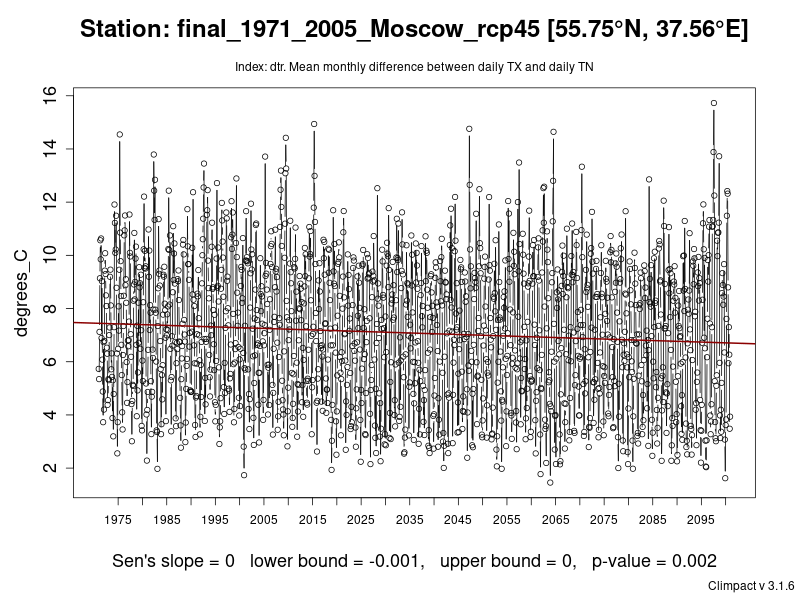 Station: final_1971_2005_Moscow_rcp45 [55.75°N, 37.56°E]
Index: dtr. Mean monthly difference between daily TX and daily TN
degrees_C
16
14
12
10
8
6
4
2
1975 1985 1995 2005 2015 2025 2035 2045 2055 2065 2075 2085 2095
Sen's slope = 0 lower bound = -0.001, upper bound = 0, p-value = 0.002
Climpact v 3.1.6